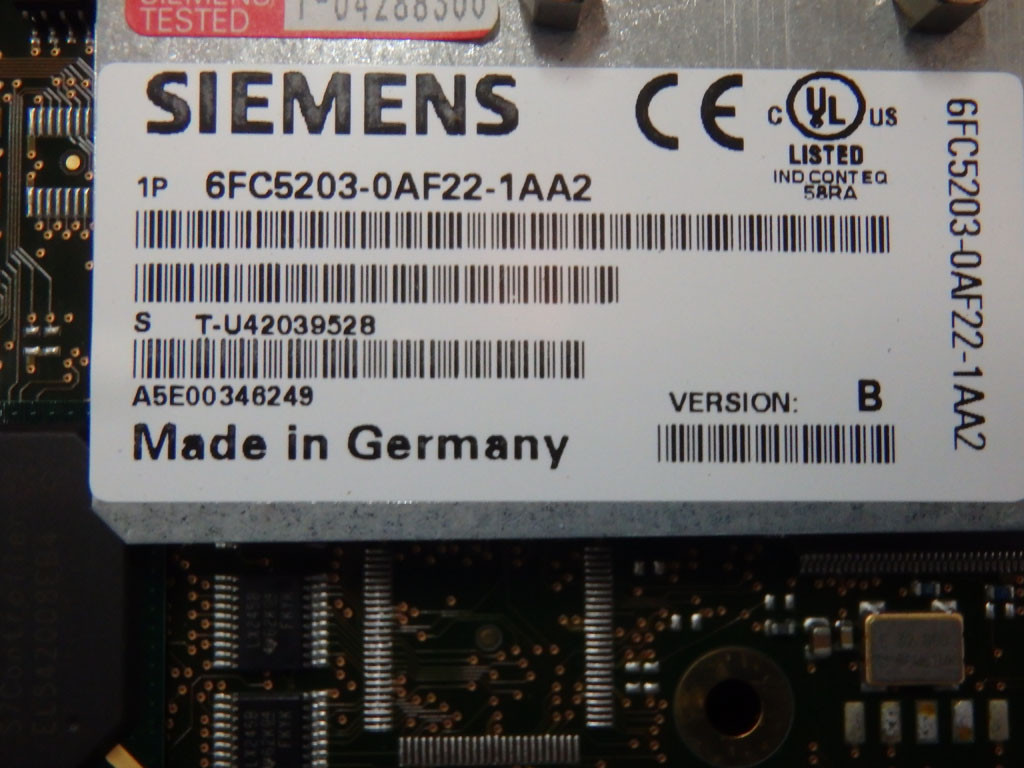 SIEMENS/
TESTED
T-04288300
SIEMENS
CE
C UL US
LISTED
IND CONT EQ
58RA
1P 6FC5203-0AF22-1AA2
S T-U42039528
A5E00346249
VERSION: B
Made in Germany
6FC5203-0AF22-1AA2